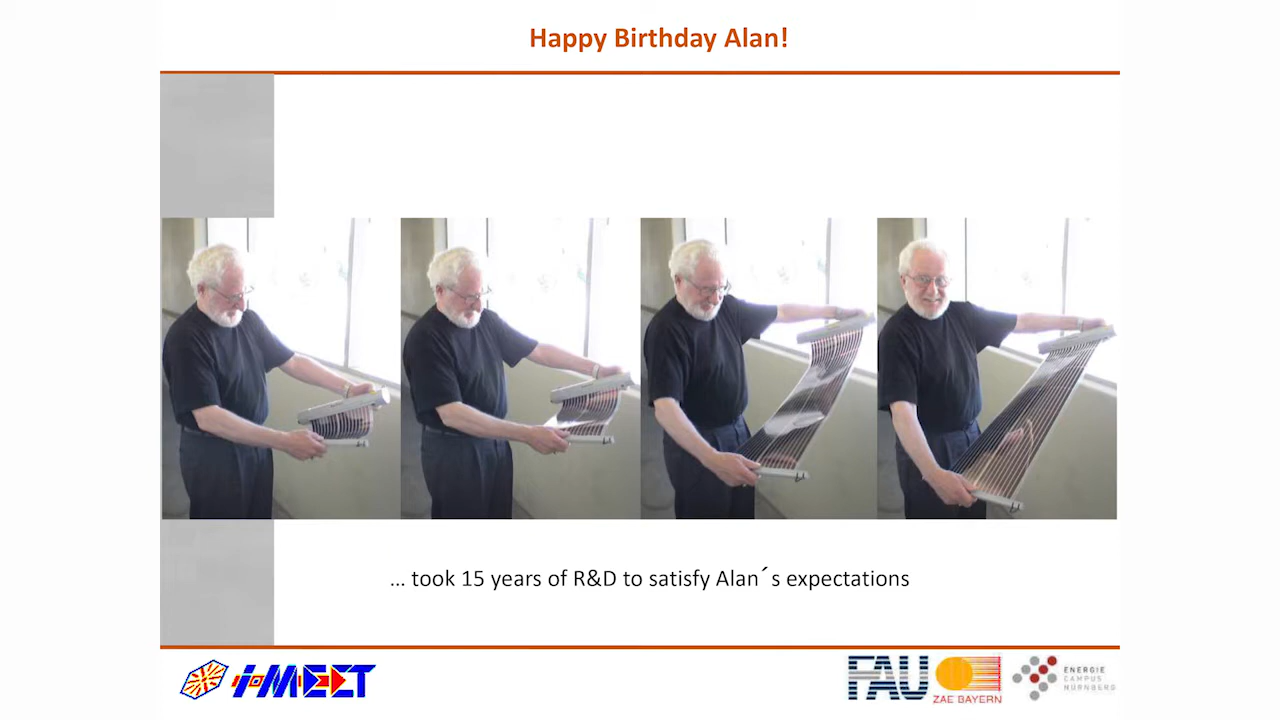 Happy Birthday Alan!
... took 15 years of R&D to satisfy Alan´s expectations
i-MEET
FAU
ZAE BAYERN
ENERGIE
CAMPUS
NÜRNBERG